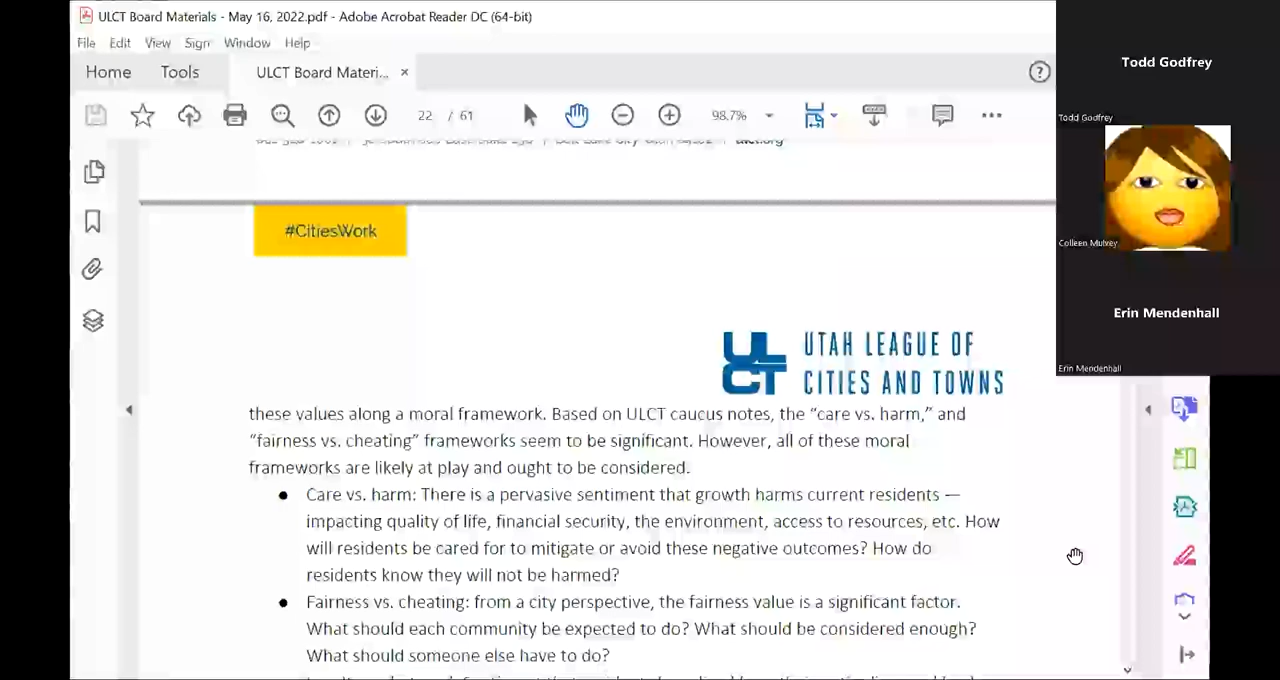 ULCT Board Materials - May 16, 2022.pdf - Adobe Acrobat Reader DC (64-bit)
File Edit View Sign Window Help
Home Tools ULCT Board Materi... ×
22 / 61 98.7%
#CitiesWork
ULCT UTAH LEAGUE OF
CITIES AND TOWNS
these values along a moral framework. Based on ULCT caucus notes, the “care vs. harm,” and
“fairness vs. cheating” frameworks seem to be significant. However, all of these moral
frameworks are likely at play and ought to be considered.
● Care vs. harm: There is a pervasive sentiment that growth harms current residents —
impacting quality of life, financial security, the environment, access to resources, etc. How
will residents be cared for to mitigate or avoid these negative outcomes? How do
residents know they will not be harmed?
● Fairness vs. cheating: from a city perspective, the fairness value is a significant factor.
What should each community be expected to do? What should be considered enough?
What should someone else have to do?
Todd Godfrey
Todd Godfrey
Colleen Mulvey
Erin Mendenhall
Erin Mendenhall